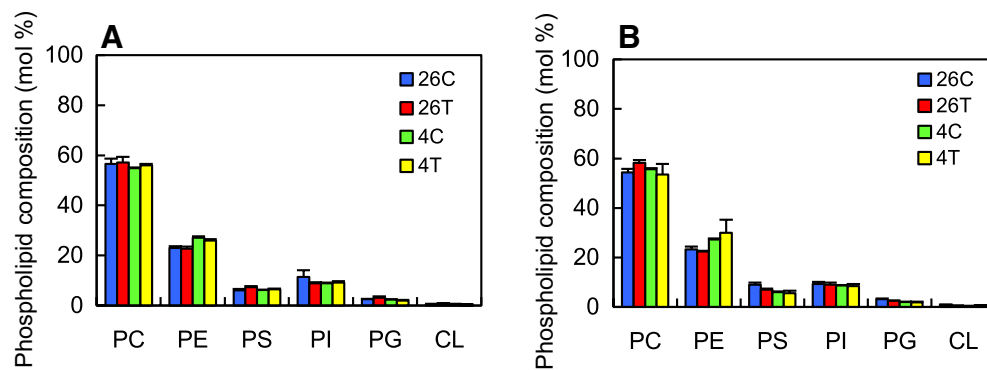 A
Phospholipid composition (mol %)
100
80
60
40
20
0
26C
26T
4C
4T
PC PE PS PI PG CL
B
Phospholipid composition (mol %)
100
80
60
40
20
0
26C
26T
4C
4T
PC PE PS PI PG CL